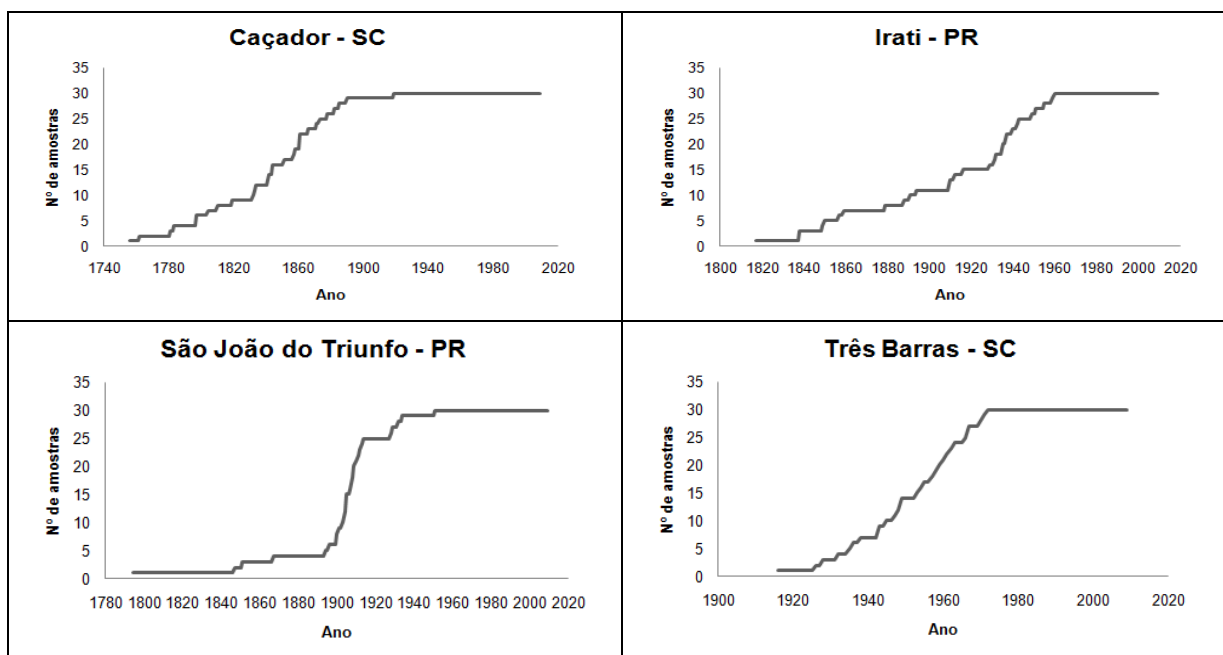 Caçador - SC
Nº de amostras
35
30
25
20
15
10
5
0
1740 1780 1820 1860 1900 1940 1980 2020
Ano
Irati - PR
Nº de amostras
35
30
25
20
15
10
5
0
1800 1820 1840 1860 1880 1900 1920 1940 1960 1980 2000 2020
Ano
São João do Triunfo - PR
Nº de amostras
35
30
25
20
15
10
5
0
1780 1800 1820 1840 1860 1880 1900 1920 1940 1960 1980 2000 2020
Ano
Três Barras - SC
Nº de amostras
35
30
25
20
15
10
5
0
1900 1920 1940 1960 1980 2000 2020
Ano